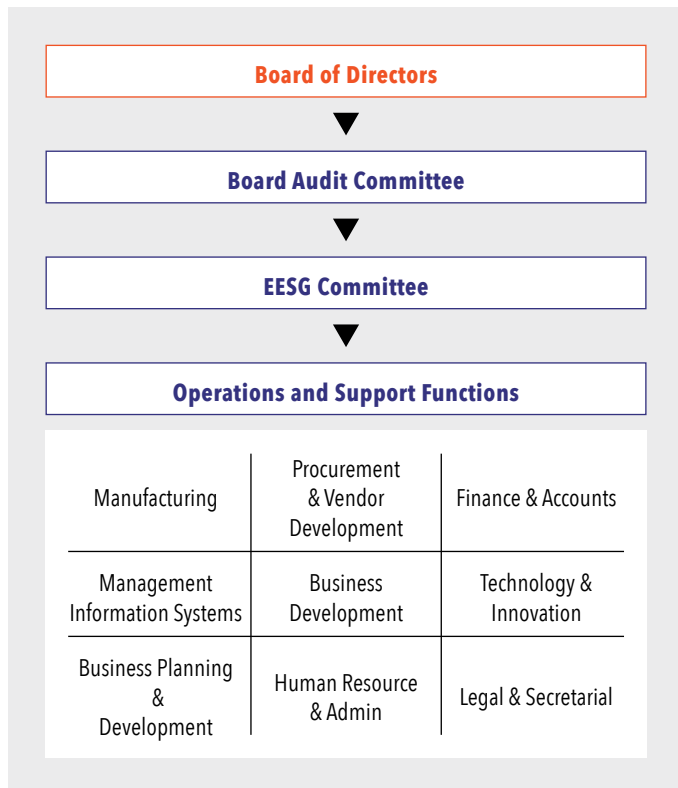 Board of Directors
Board Audit Committee
EESG Committee
Operations and Support Functions
Manufacturing
Procurement
& Vendor
Development
Finance & Accounts
Management
Information Systems
Business
Development
Technology &
Innovation
Business Planning
&
Development
Human Resource
& Admin
Legal & Secretarial